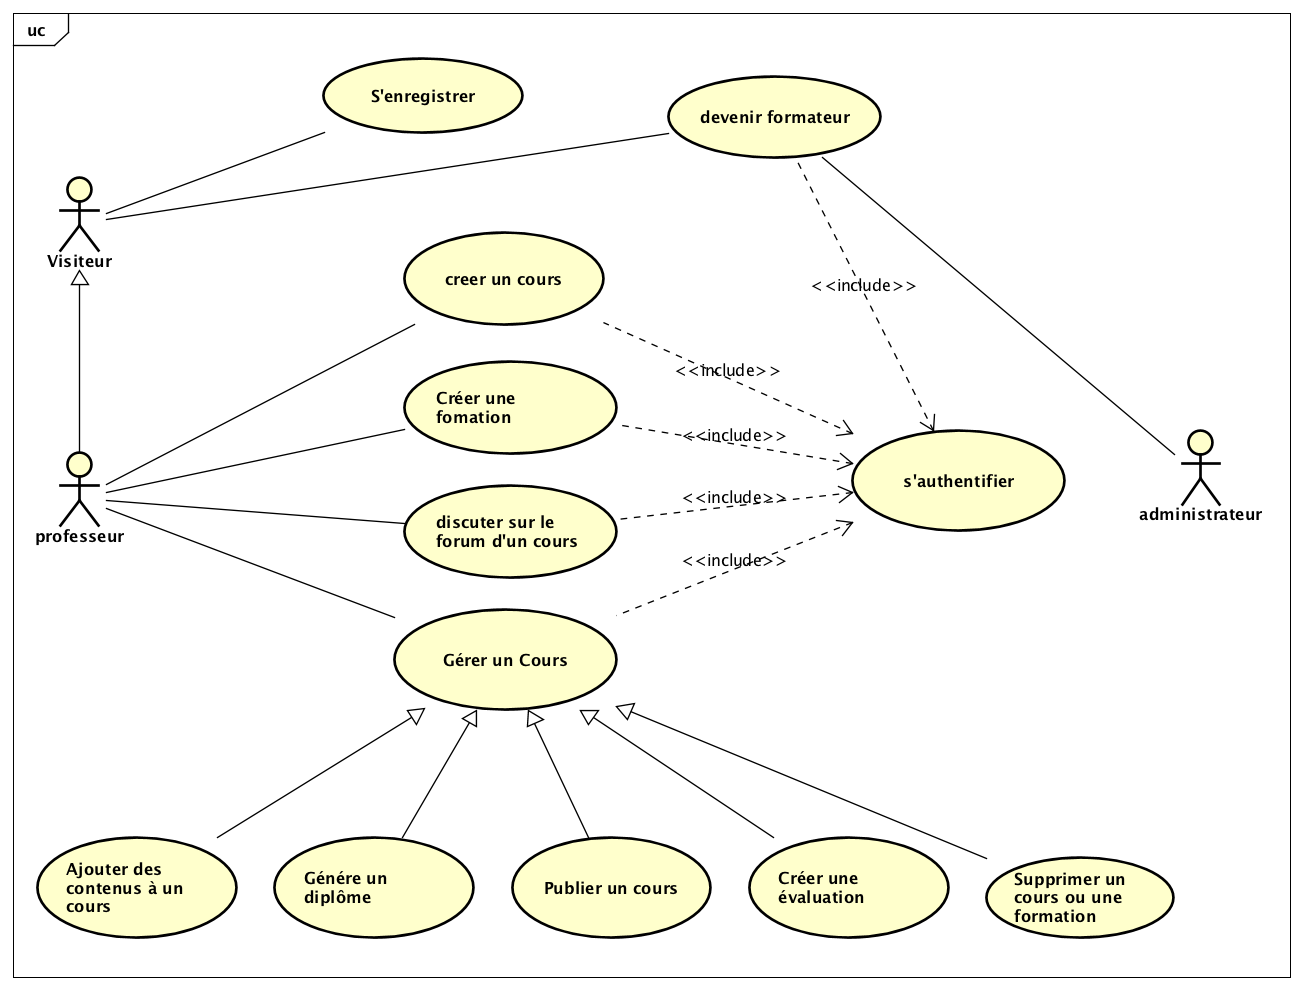 uc
S'enregistrer
devenir formateur
Visiteur
creer un cours
<<include>>
<<include>>
Créer une
fomation
<<include>>
s'authentifier
<<include>>
discuter sur le
forum d'un cours
professeur
administrateur
<<include>>
Gérer un Cours
Ajouter des
contenus à un
cours
Génére un
diplôme
Publier un cours
Créer une
évaluation
Supprimer un
cours ou une
formation